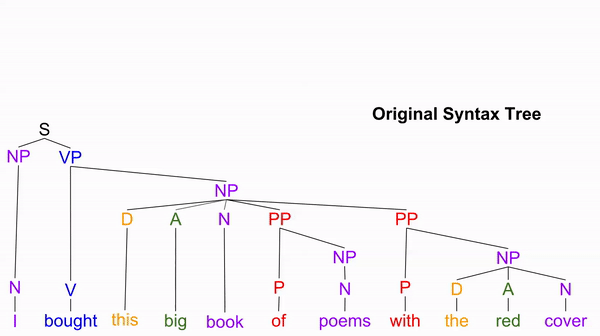 Original Syntax Tree
S
NP VP
NP
D A N PP PP
NP NP
N V P N P D A N
I bought this big book of poems with the red cover